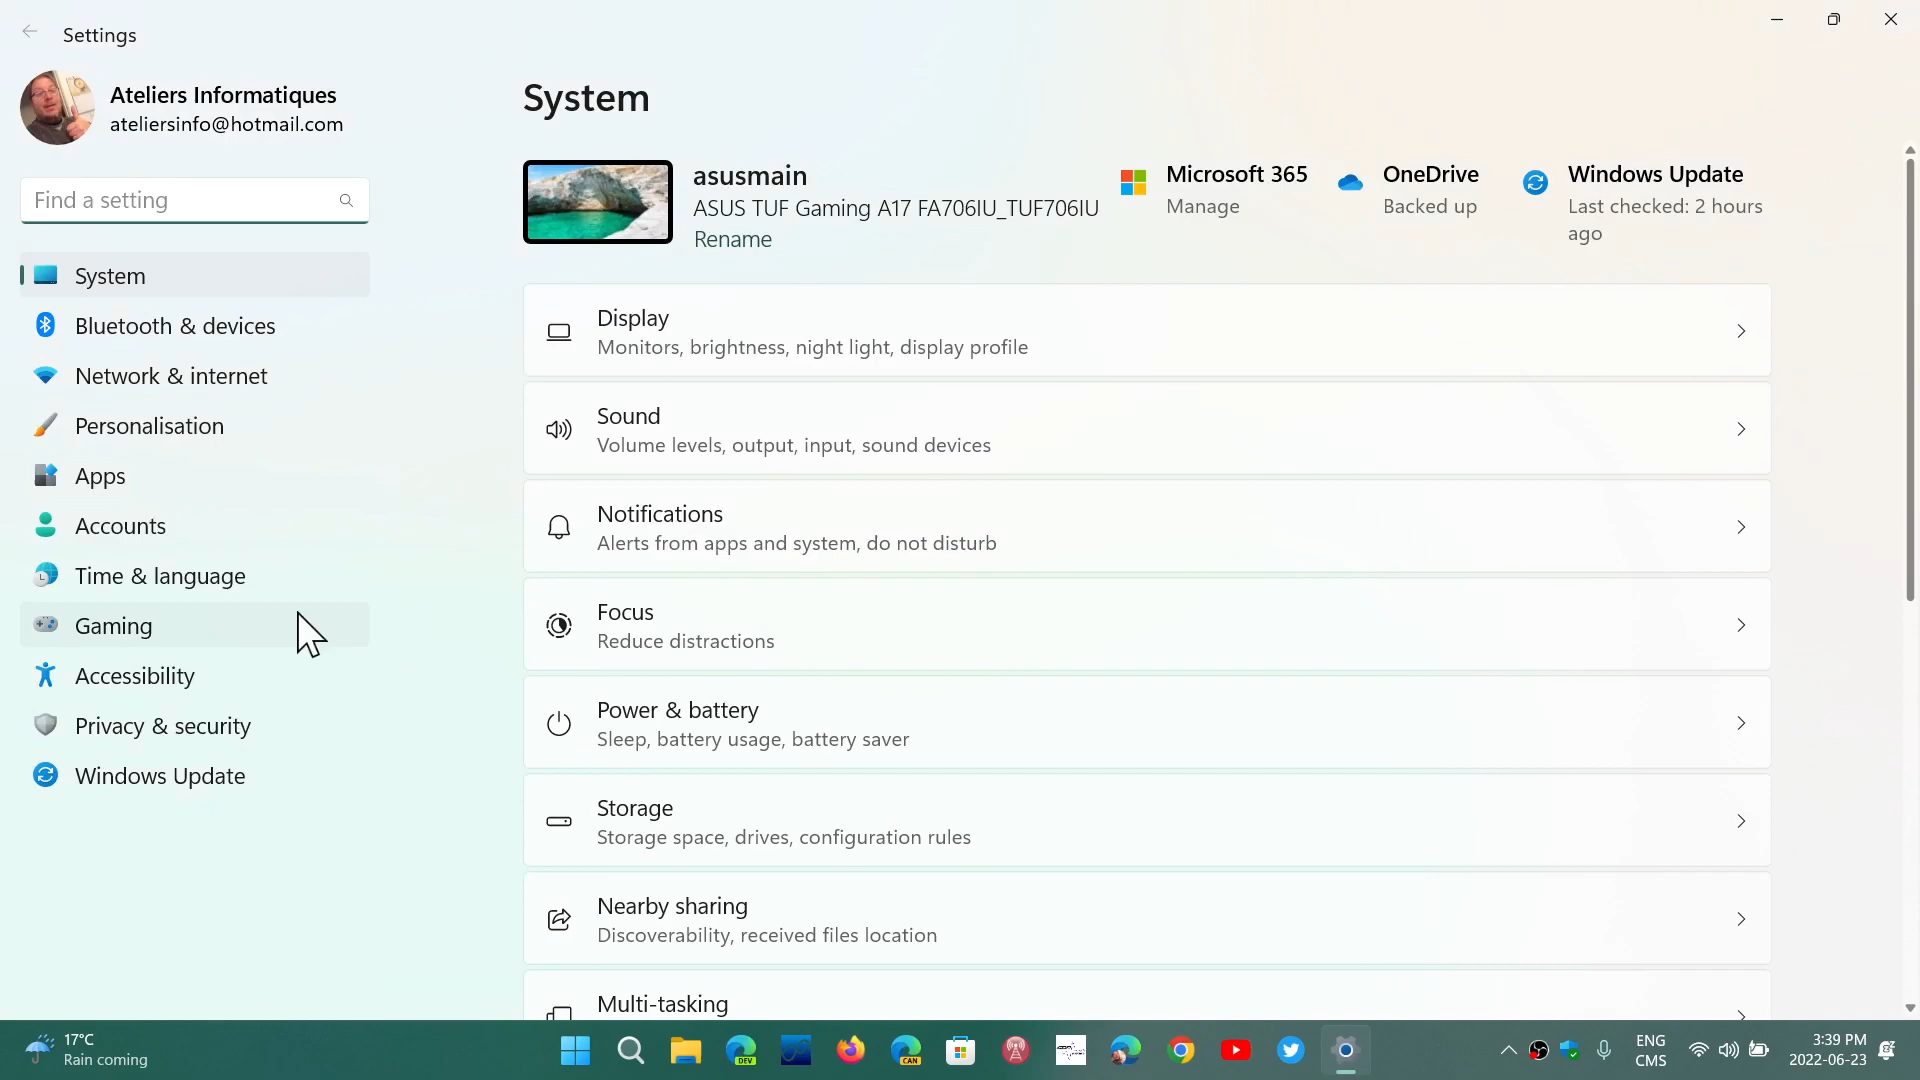 Settings
Ateliers Informatiques
ateliersinfo@hotmail.com
Find a setting
System
Bluetooth & devices
Network & internet
Personalisation
Apps
Accounts
Time & language
Gaming
Accessibility
Privacy & security
Windows Update
System
asusmain
ASUS TUF Gaming A17 FA706IU_TUF706IU
Rename
Microsoft 365
Manage
OneDrive
Backed up
Windows Update
Last checked: 2 hours
ago
Display
Monitors, brightness, night light, display profile
Sound
Volume levels, output, input, sound devices
Notifications
Alerts from apps and system, do not disturb
Focus
Reduce distractions
Power & battery
Sleep, battery usage, battery saver
Storage
Storage space, drives, configuration rules
Nearby sharing
Discoverability, received files location
Multi-tasking
17°C
Rain coming
DEV
CAN
ENG
CMS
3:39 PM
2022-06-23